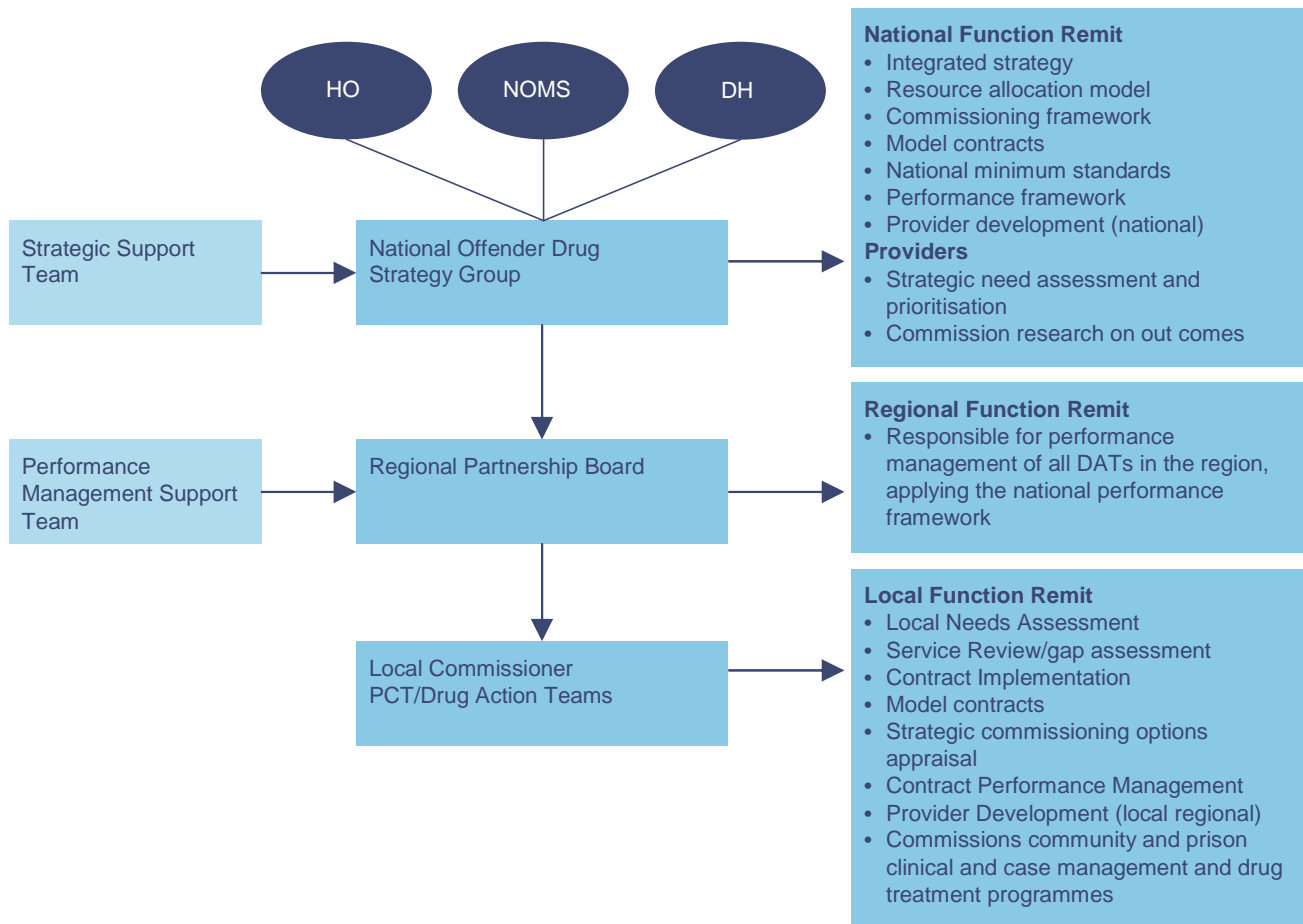 HO
NOMS
DH
Strategic Support
Team
National Offender Drug
Strategy Group
National Function Remit
• Integrated strategy
• Resource allocation model
• Commissioning framework
• Model contracts
• National minimum standards
• Performance framework
• Provider development (national)
Providers
• Strategic need assessment and
prioritisation
• Commission research on out comes
Performance
Management Support
Team
Regional Partnership Board
Regional Function Remit
• Responsible for performance
management of all DATs in the region,
applying the national performance
framework
Local Commissioner
PCT/Drug Action Teams
Local Function Remit
• Local Needs Assessment
• Service Review/gap assessment
• Contract Implementation
• Model contracts
• Strategic commissioning options
appraisal
• Contract Performance Management
• Provider Development (local regional)
• Commissions community and prison
clinical and case management and drug
treatment programmes